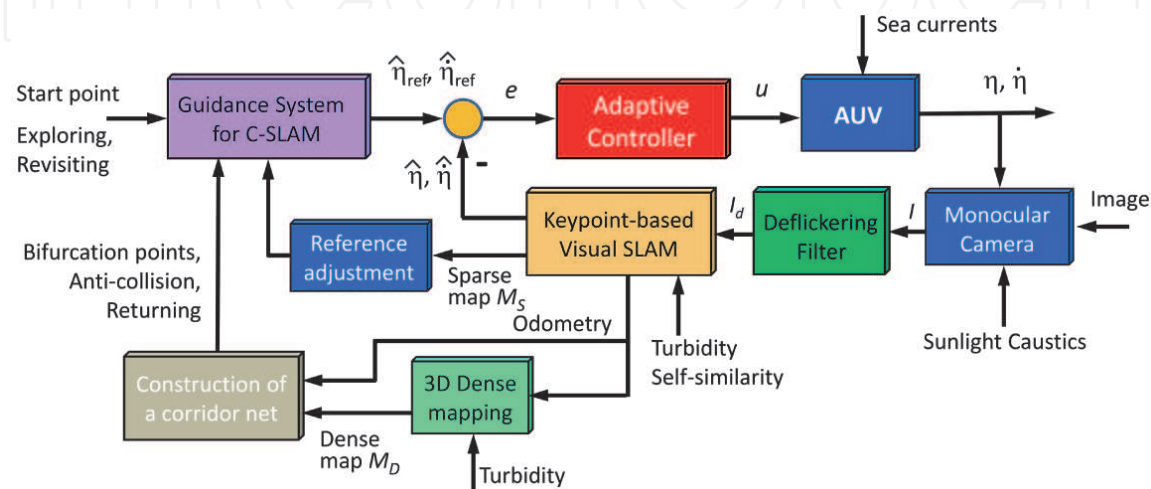 Sea currents
Start point
Exploring,
Revisiting
Guidance System
for C-SLAM
η̂ref, η̇̂ref
e
Adaptive
Controller
u
AUV
η, η̇
η̂, η̇̂
-
Bifurcation points,
Anti-collision,
Returning
Reference
adjustment
Sparse
map MS
Keypoint-based
Visual SLAM
Id
Deflickering
Filter
I
Monocular
Camera
Image
Odometry
Turbidity
Self-similarity
Sunlight Caustics
Construction of
a corridor net
3D Dense
mapping
Dense
map MD
Turbidity